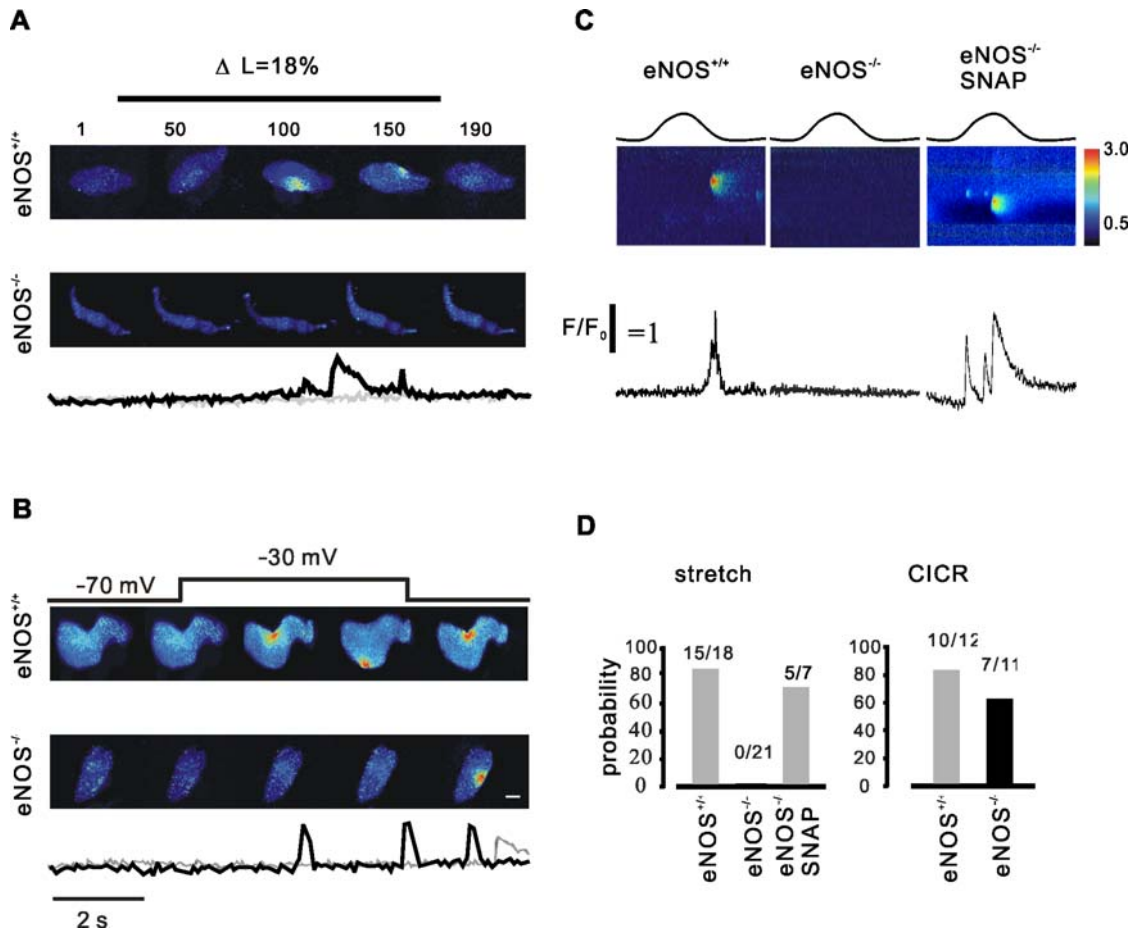 A
Δ L=18%
1 50 100 150 190
eNOS+/+
eNOS-/-
B
-30 mV
-70 mV
eNOS+/+
eNOS-/-
2 s
C
eNOS+/+ eNOS-/- eNOS-/- SNAP
3.0
0.5
F/F0 =1
D
stretch
probability
100
80
60
40
20
0
15/18
0/21
5/7
eNOS+/+
eNOS-/-
eNOS-/ SNAP
CICR
100
80
60
40
20
0
10/12
7/11
eNOS+/+
eNOS-/-